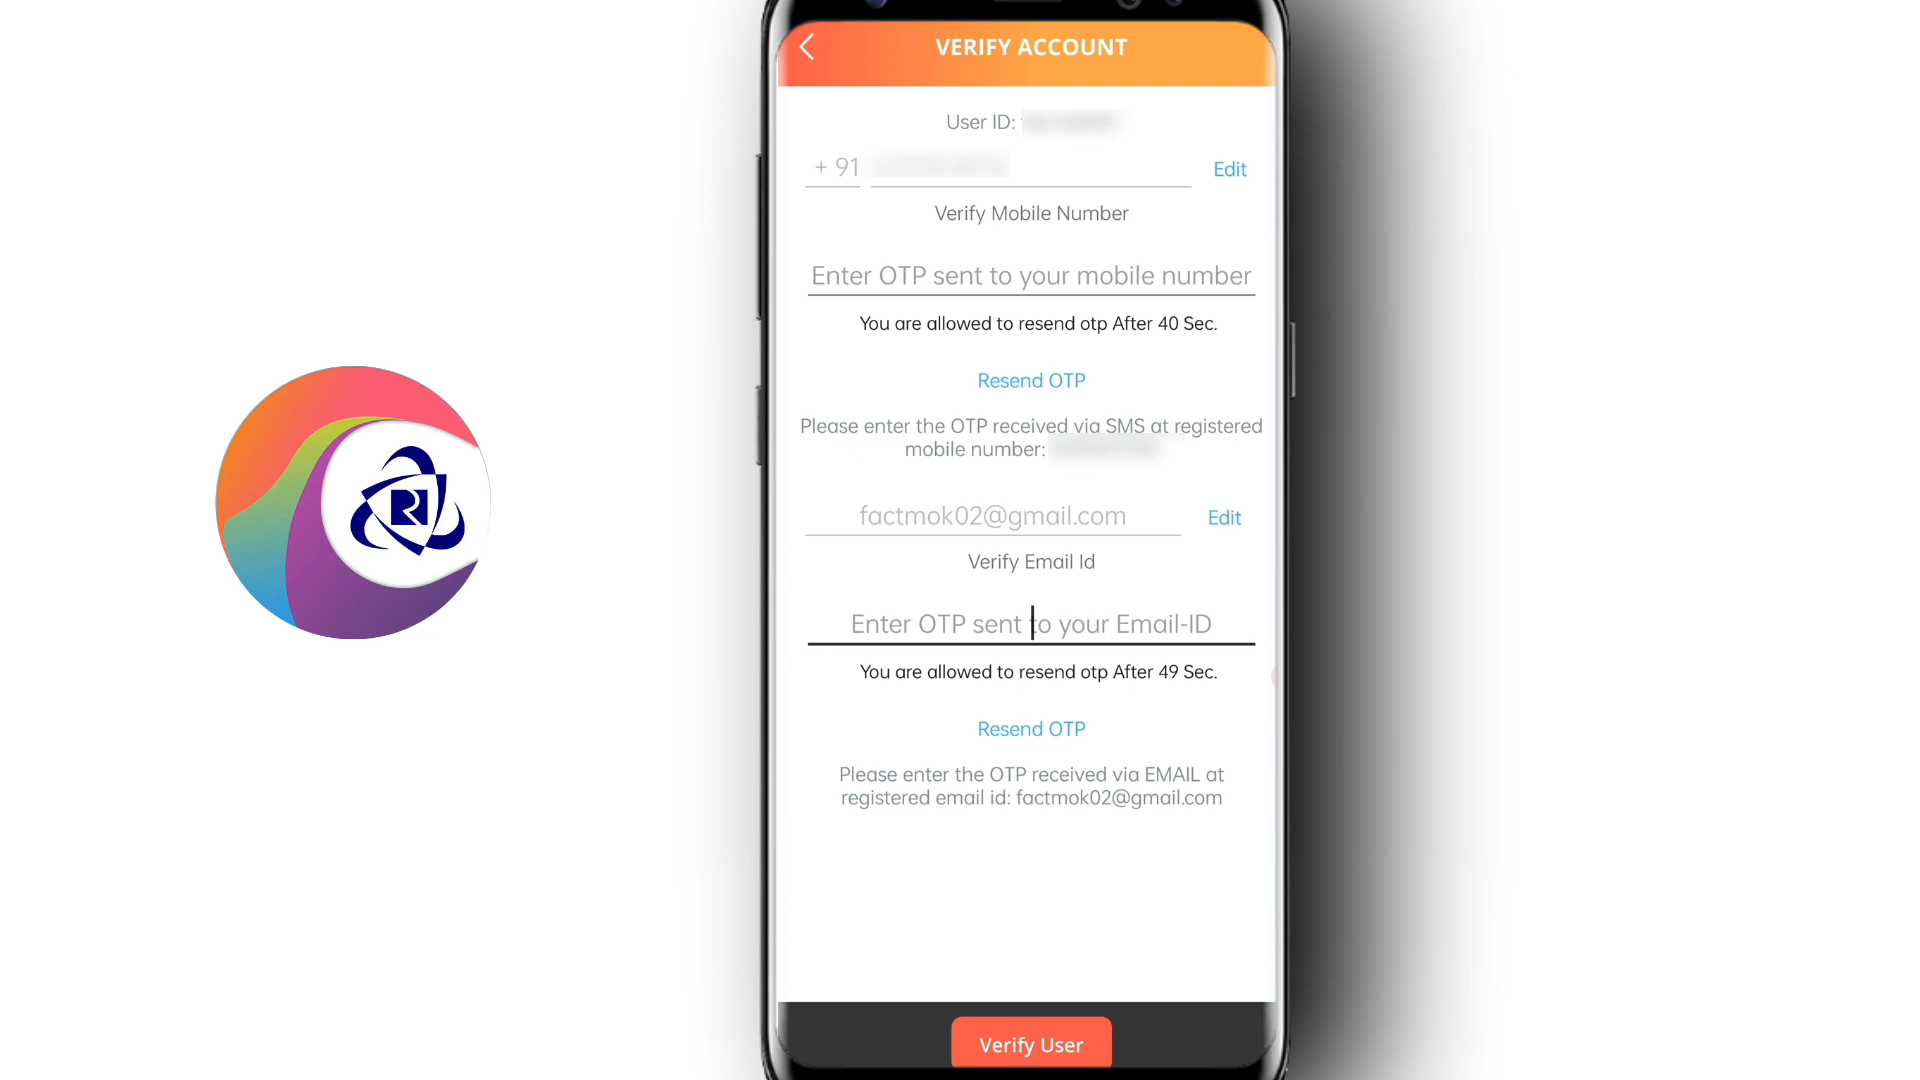 VERIFY ACCOUNT
User ID:
+ 91
Edit
Verify Mobile Number
Enter OTP sent to your mobile number
You are allowed to resend otp After 40 Sec.
Resend OTP
Please enter the OTP received via SMS at registered
mobile number:
factmok02@gmail.com
Edit
Verify Email Id
Enter OTP sent to your Email-ID
You are allowed to resend otp After 49 Sec.
Resend OTP
Please enter the OTP received via EMAIL at
registered email id: factmok02@gmail.com
Verify User